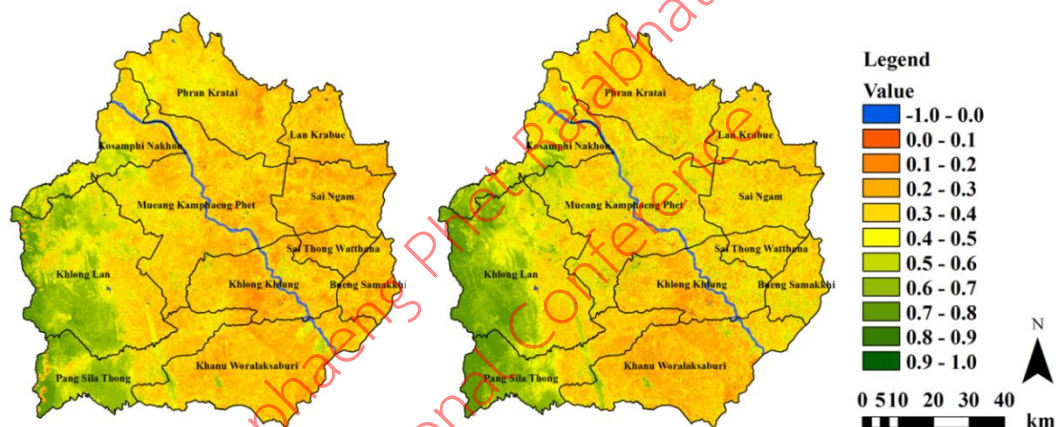 Phran Kratai
Lan Krabue
Kosamphi Nakhon
Sai Ngam
Mueang Kamphaeng Phet
Sai Thong Watthana
Khlong Lan
Khlong Khlung
Bueng Samakkhi
Khanu Woralaksaburi
Pang Sila Thong
Phran Kratai
Lan Krabue
Kosamphi Nakhon
Sai Ngam
Mueang Kamphaeng Phet
Sai Thong Watthana
Khlong Lan
Khlong Khlung
Bueng Samakkhi
Khanu Woralaksaburi
Pang Sila Thong
Legend
Value
-1.0 - 0.0
0.0 - 0.1
0.1 - 0.2
0.2 - 0.3
0.3 - 0.4
0.4 - 0.5
0.5 - 0.6
0.6 - 0.7
0.7 - 0.8
0.8 - 0.9
0.9 - 1.0
N
0 5 10 20 30 40
km
Phet Rajabha
Conference